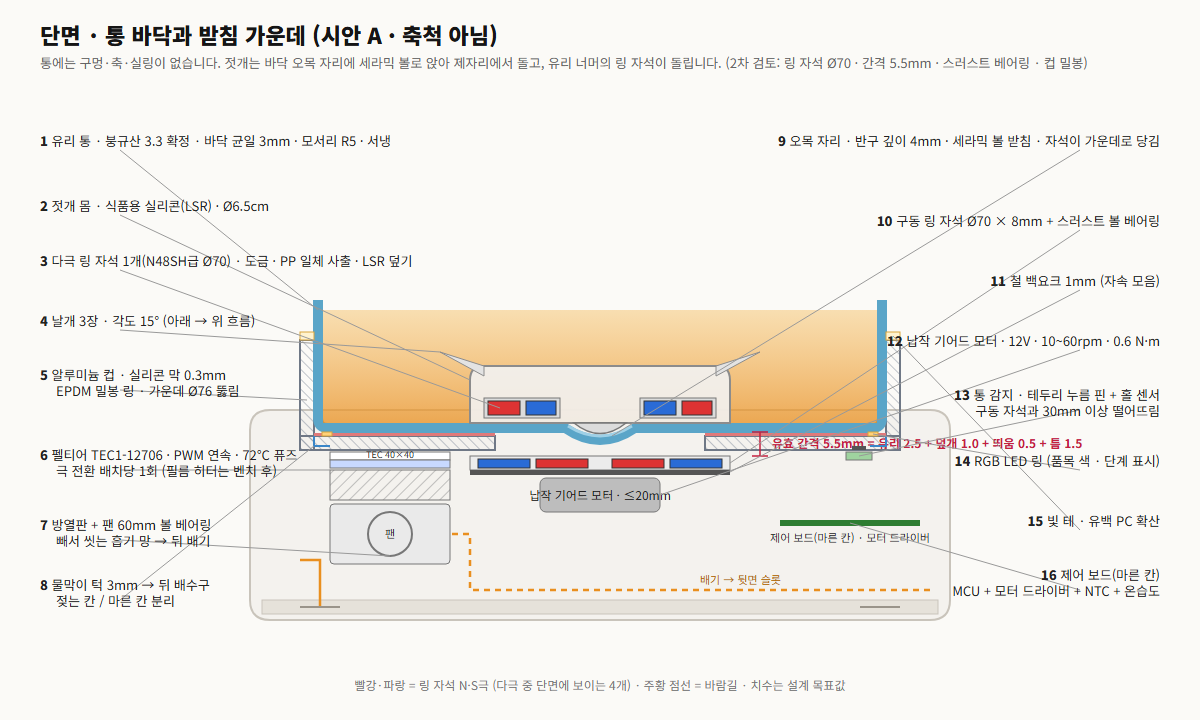 단면 · 통 바닥과 받침 가운데 (시안 A · 축척 아님)
통에는 구멍·축·실링이 없습니다. 젓개는 바닥 오목 자리에 세라믹 볼로 앉아 제자리에서 돌고, 유리 너머의 링 자석이 돌립니다. (2차 검토: 링 자석 Ø70 · 간격 5.5mm · 스러스트 베어링 · 컵 밀봉)
1 유리 통 · 붕규산 3.3 확정 · 바닥 균일 3mm · 모서리 R5 · 서냉
2 젓개 몸 · 식품용 실리콘(LSR) · Ø6.5cm
3 다극 링 자석 1개(N48SH급 Ø70) · 도금 · PP 일체 사출 · LSR 덮기
4 날개 3장 · 각도 15° (아래 → 위 흐름)
5 알루미늄 컵 · 실리콘 막 0.3mm
EPDM 밀봉 링 · 가운데 Ø76 뚫림
6 펠티어 TEC1-12706 · PWM 연속 · 72°C 퓨즈
극 전환 배치당 1회 (필름 히터는 벤치 후)
7 방열판 + 팬 60mm 볼 베어링
빼서 씻는 흡기 망 → 뒤 배기
8 물막이 턱 3mm → 뒤 배수구
젖는 칸 / 마른 칸 분리
9 오목 자리 · 반구 깊이 4mm · 세라믹 볼 받침 · 자석이 가운데로 당김
10 구동 링 자석 Ø70 × 8mm + 스러스트 볼 베어링
11 철 백요크 1mm (자속 모음)
12 납작 기어드 모터 · 12V · 10~60rpm · 0.6 N·m
13 통 감지 · 테두리 누름 핀 + 홀 센서
구동 자석과 30mm 이상 떨어뜨림
유효 간격 5.5mm = 유리 2.5 + 덮개 1.0 + 띄움 0.5 + 틈 1.5
14 RGB LED 링 (품목 색 · 단계 표시)
15 빛 테 · 유백 PC 확산
16 제어 보드(마른 칸)
MCU + 모터 드라이버 + NTC + 온습도
TEC 40×40
납작 기어드 모터 · ≤20mm
팬
제어 보드(마른 칸) · 모터 드라이버
배기 → 뒷면 슬롯
빨강·파랑 = 링 자석 N·S극 (다극 중 단면에 보이는 4개) · 주황 점선 = 바람길 · 치수는 설계 목표값